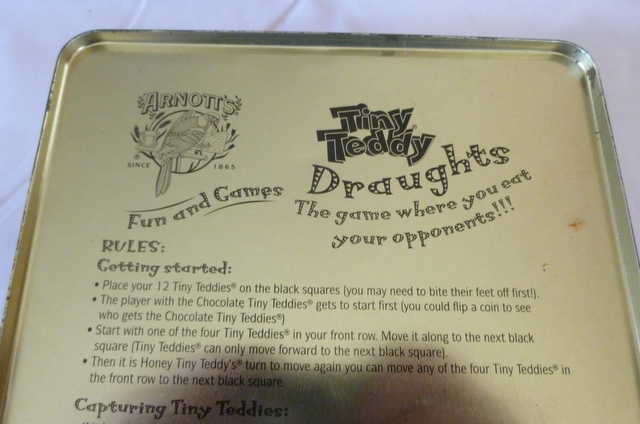 ARNOTT'S
®
SINCE 1865
Fun and Games
Tiny
Teddy
Draughts
The game where you eat
your opponents!!!
RULES:
Getting started:
• Place your 12 Tiny Teddies® on the black squares (you may need to bite their feet off first!).
• The player with the Chocolate Tiny Teddies® gets to start first (you could flip a coin to see
who gets the Chocolate Tiny Teddies®)
• Start with one of the four Tiny Teddies® in your front row. Move it along to the next black
square (Tiny Teddies® can only move forward to the next black square).
• Then it is Honey Tiny Teddy's® turn to move again you can move any of the four Tiny Teddies® in
the front row to the next black square.
Capturing Tiny Teddies: